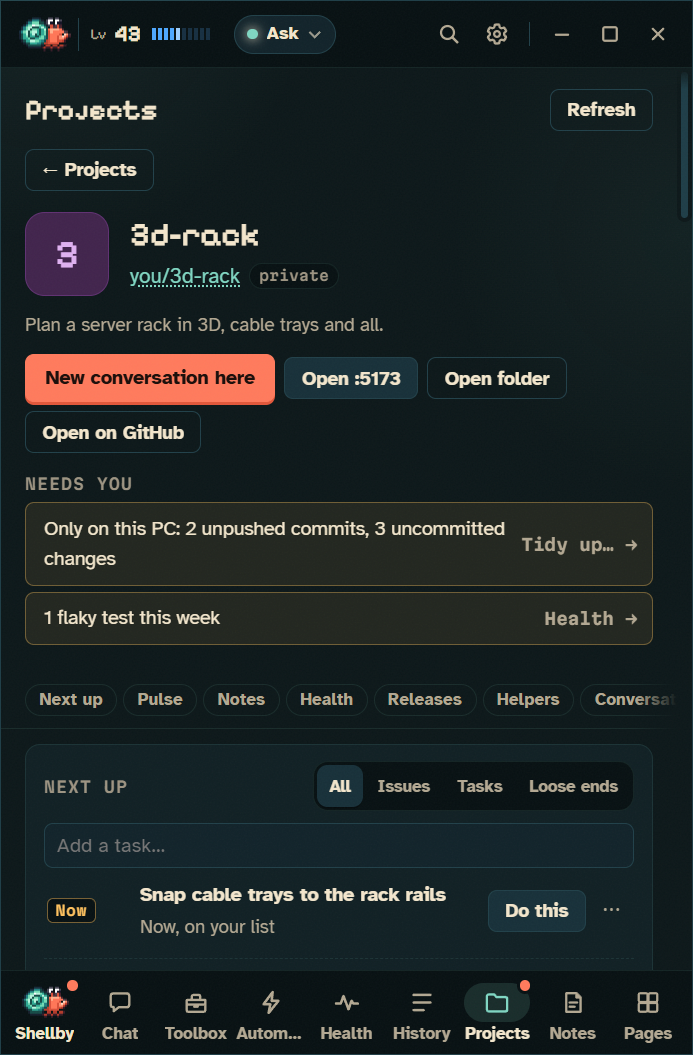 Lv 43
Ask
Projects
Refresh
← Projects
3
3d-rack
you/3d-rack private
Plan a server rack in 3D, cable trays and all.
New conversation here
Open :5173
Open folder
Open on GitHub
NEEDS YOU
Only on this PC: 2 unpushed commits, 3 uncommitted
changes
Tidy up… →
1 flaky test this week
Health →
Next up
Pulse
Notes
Health
Releases
Helpers
Conversat
NEXT UP
All
Issues
Tasks
Loose ends
Add a task…
Now
Snap cable trays to the rack rails
Now, on your list
Do this
···
Shellby
Chat
Toolbox
Autom…
Health
History
Projects
Notes
Pages